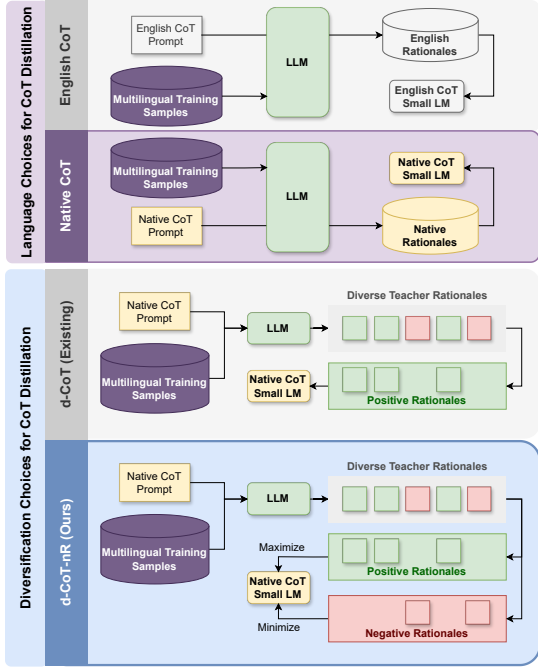 Language Choices for CoT Distillation
English CoT
English CoT
Prompt
Multilingual Training
Samples
LLM
English
Rationales
English CoT
Small LM
Native CoT
Multilingual Training
Samples
Native CoT
Prompt
LLM
Native CoT
Small LM
Native
Rationales
Diversification Choices for CoT Distillation
d-CoT (Existing)
Native CoT
Prompt
Multilingual Training
Samples
LLM
Diverse Teacher Rationales
Native CoT
Small LM
Positive Rationales
d-CoT-nR (Ours)
Native CoT
Prompt
Multilingual Training
Samples
LLM
Diverse Teacher Rationales
Maximize
Positive Rationales
Native CoT
Small LM
Minimize
Negative Rationales